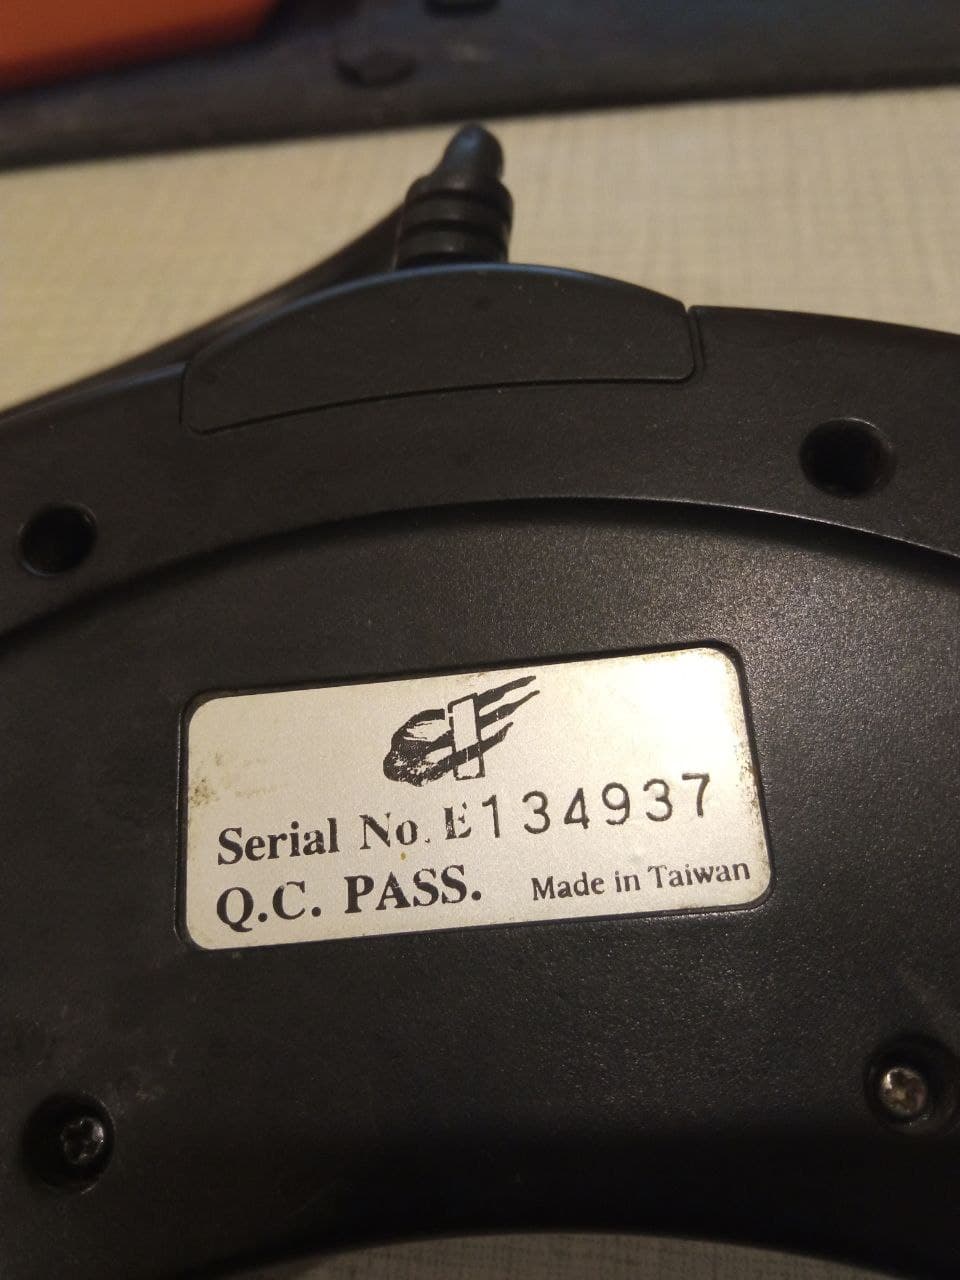 Serial No. E134937
Q.C. PASS. Made in Taiwan